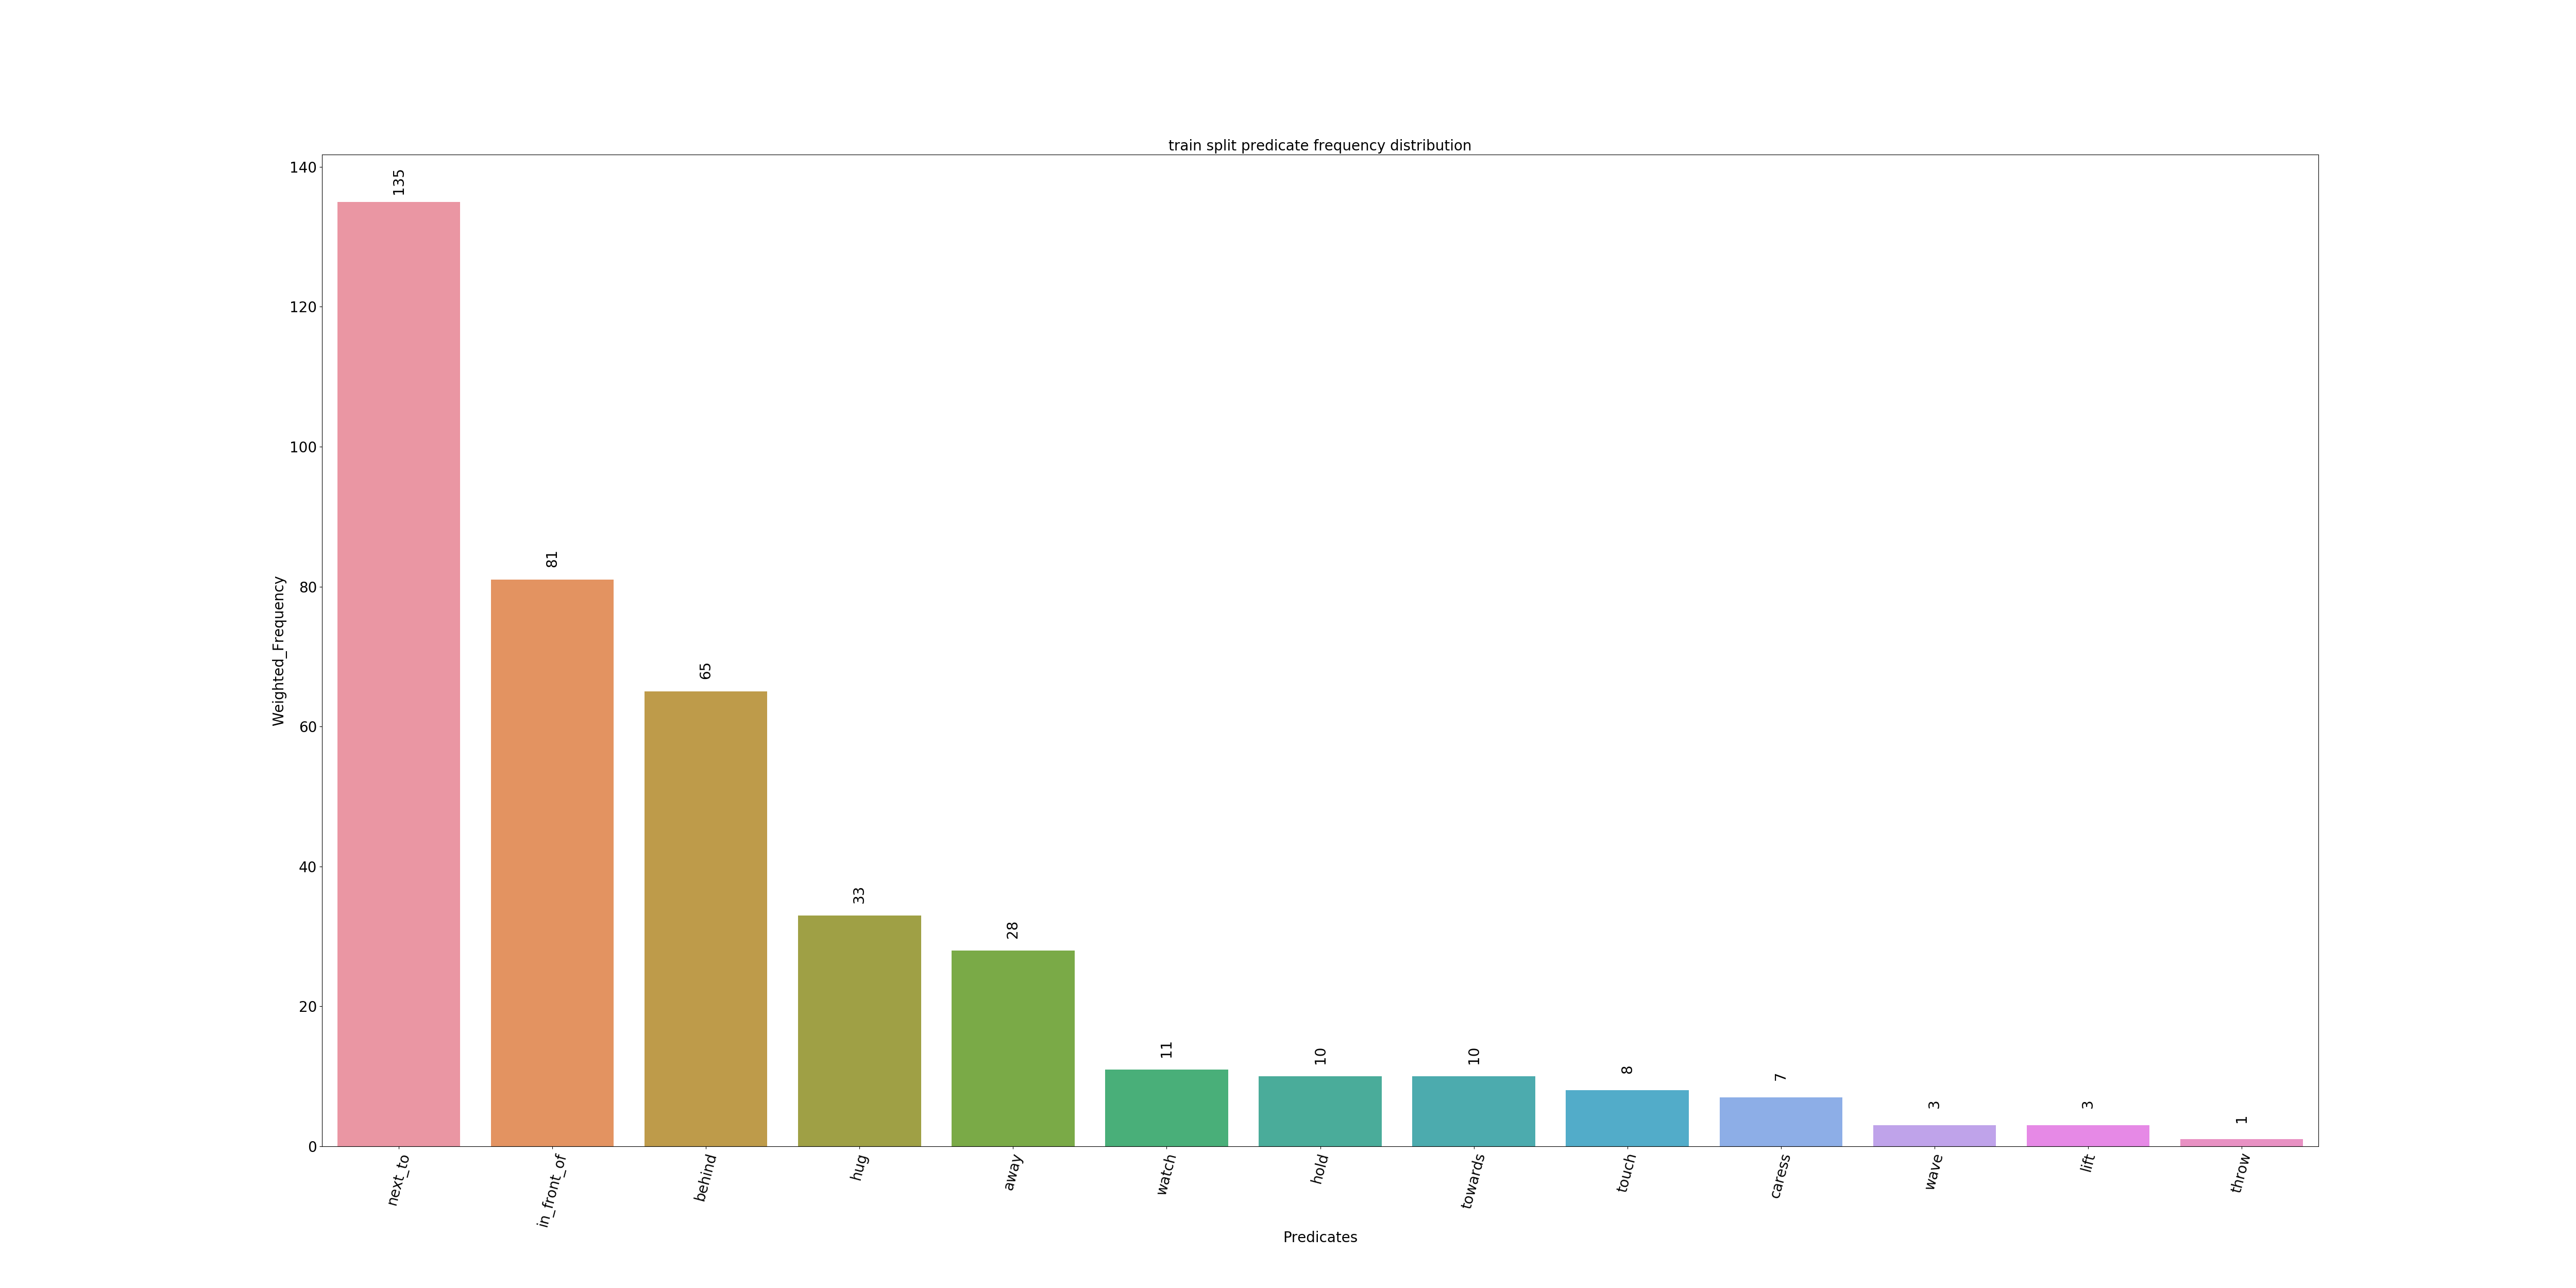 train split predicate frequency distribution
140
120
100
80
60
40
20
0
Weighted_Frequency
135
81
65
33
28
11
10
10
8
7
3
3
1
next_to
in_front_of
behind
hug
away
watch
hold
towards
touch
caress
wave
lift
throw
Predicates